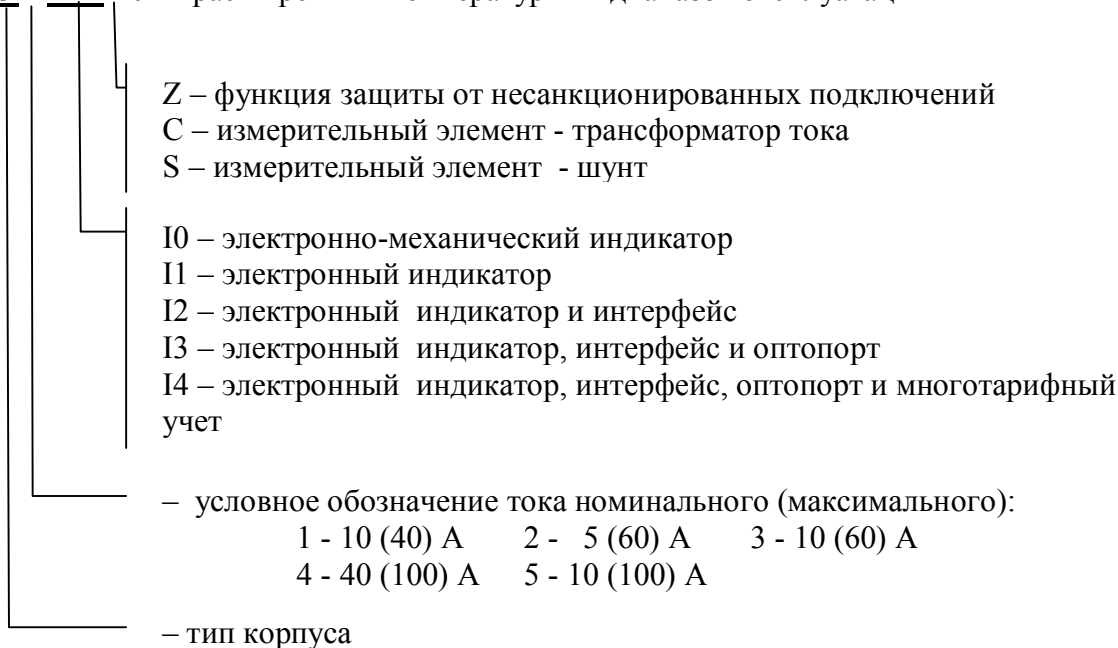 Z – функция защиты от несанкционированных подключений
C – измерительный элемент - трансформатор тока
S – измерительный элемент - шунт
I0 – электронно-механический индикатор
I1 – электронный индикатор
I2 – электронный индикатор и интерфейс
I3 – электронный индикатор, интерфейс и оптопорт
I4 – электронный индикатор, интерфейс, оптопорт и многотарифный
учет
– условное обозначение тока номинального (максимального):
1 - 10 (40) А 2 - 5 (60) А 3 - 10 (60) А
4 - 40 (100) А 5 - 10 (100) А
– тип корпуса